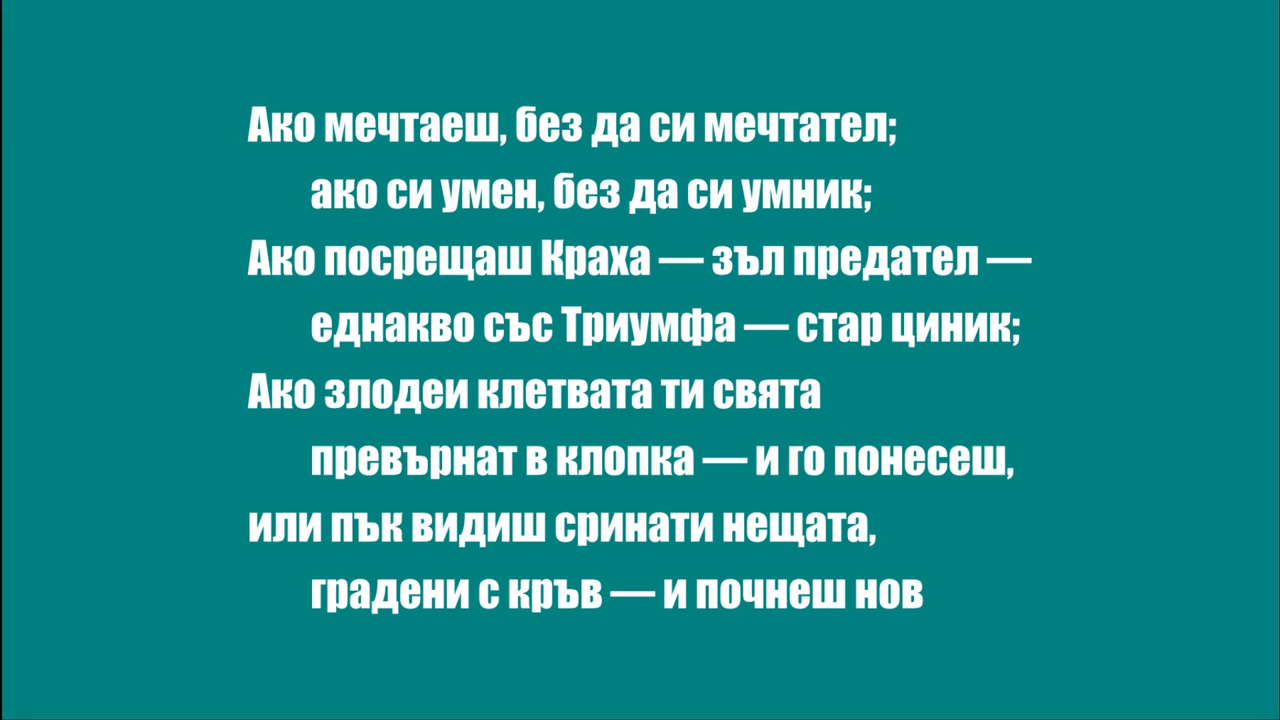 Ако мечтаеш, без да си мечтател;
ако си умен, без да си умник;
Ако посрещаш Краха — зъл предател —
еднакво със Триумфа — стар циник;
Ако злодеи клетвата ти свята
превърнат в клопка — и го понесеш,
или пък видиш сринати нещата,
градени с кръв — и почнеш нов